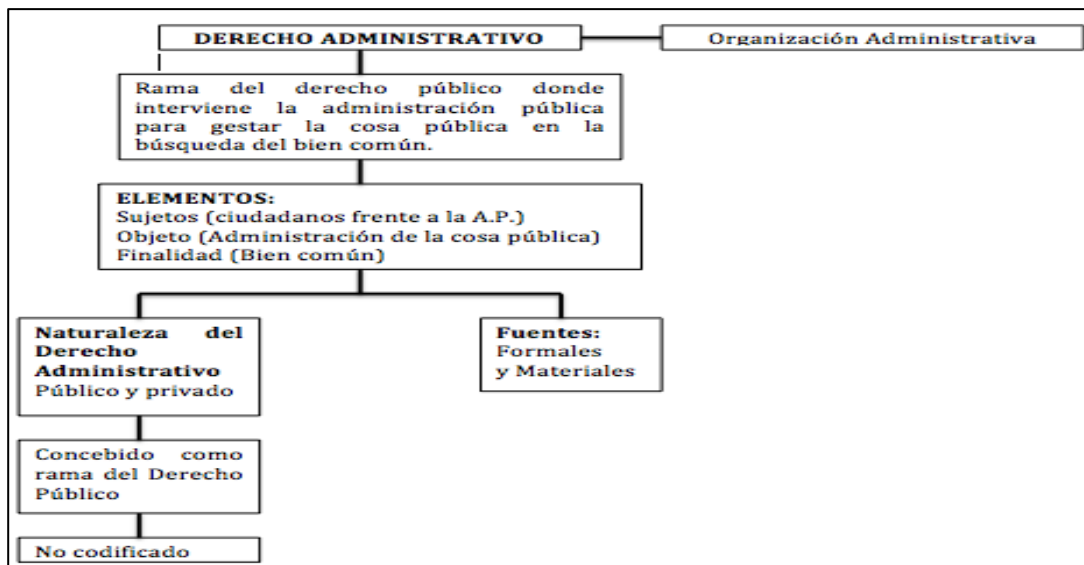 DERECHO ADMINISTRATIVO
Organización Administrativa
Rama del derecho público donde
interviene la administración pública
para gestar la cosa pública en la
búsqueda del bien común.
ELEMENTOS:
Sujetos (ciudadanos frente a la A.P.)
Objeto (Administración de la cosa pública)
Finalidad (Bien común)
Naturaleza del
Derecho
Administrativo
Público y privado
Fuentes:
Formales
y Materiales
Concebido como
rama del Derecho
Público
No codificado